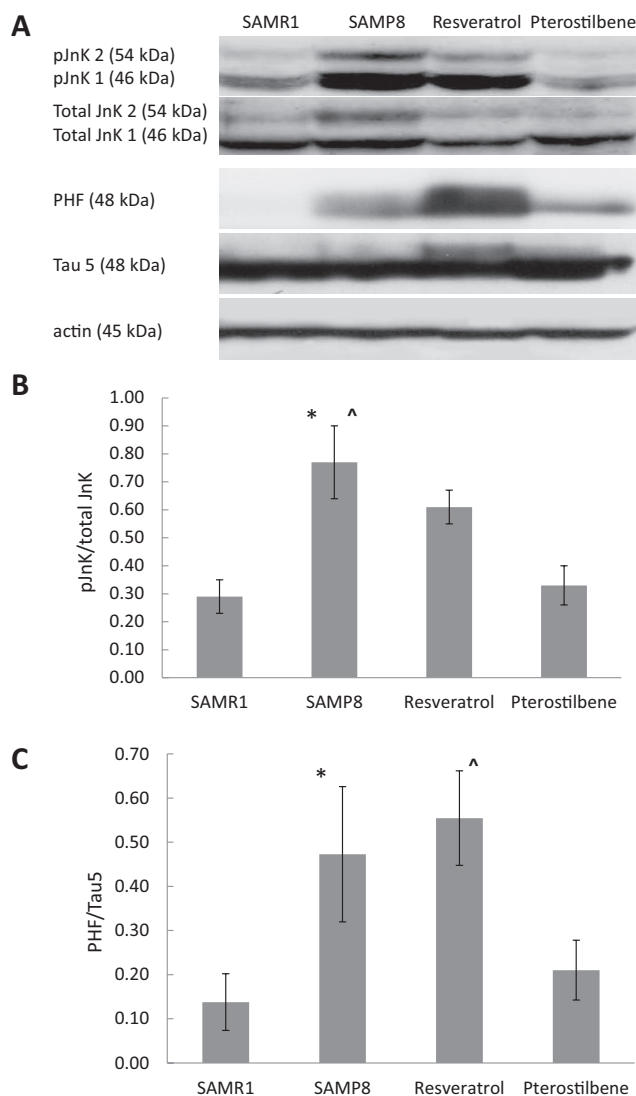 A
SAMR1 SAMP8 Resveratrol Pterostilbene
pJnK 2 (54 kDa)
pJnK 1 (46 kDa)
Total JnK 2 (54 kDa)
Total JnK 1 (46 kDa)
PHF (48 kDa)
Tau 5 (48 kDa)
actin (45 kDa)
B
pJnK/total JnK
1.00
0.90
0.80
0.70
0.60
0.50
0.40
0.30
0.20
0.10
0.00
* ^
SAMR1 SAMP8 Resveratrol Pterostilbene
C
PHF/Tau5
0.70
0.60
0.50
0.40
0.30
0.20
0.10
0.00
* ^
SAMR1 SAMP8 Resveratrol Pterostilbene